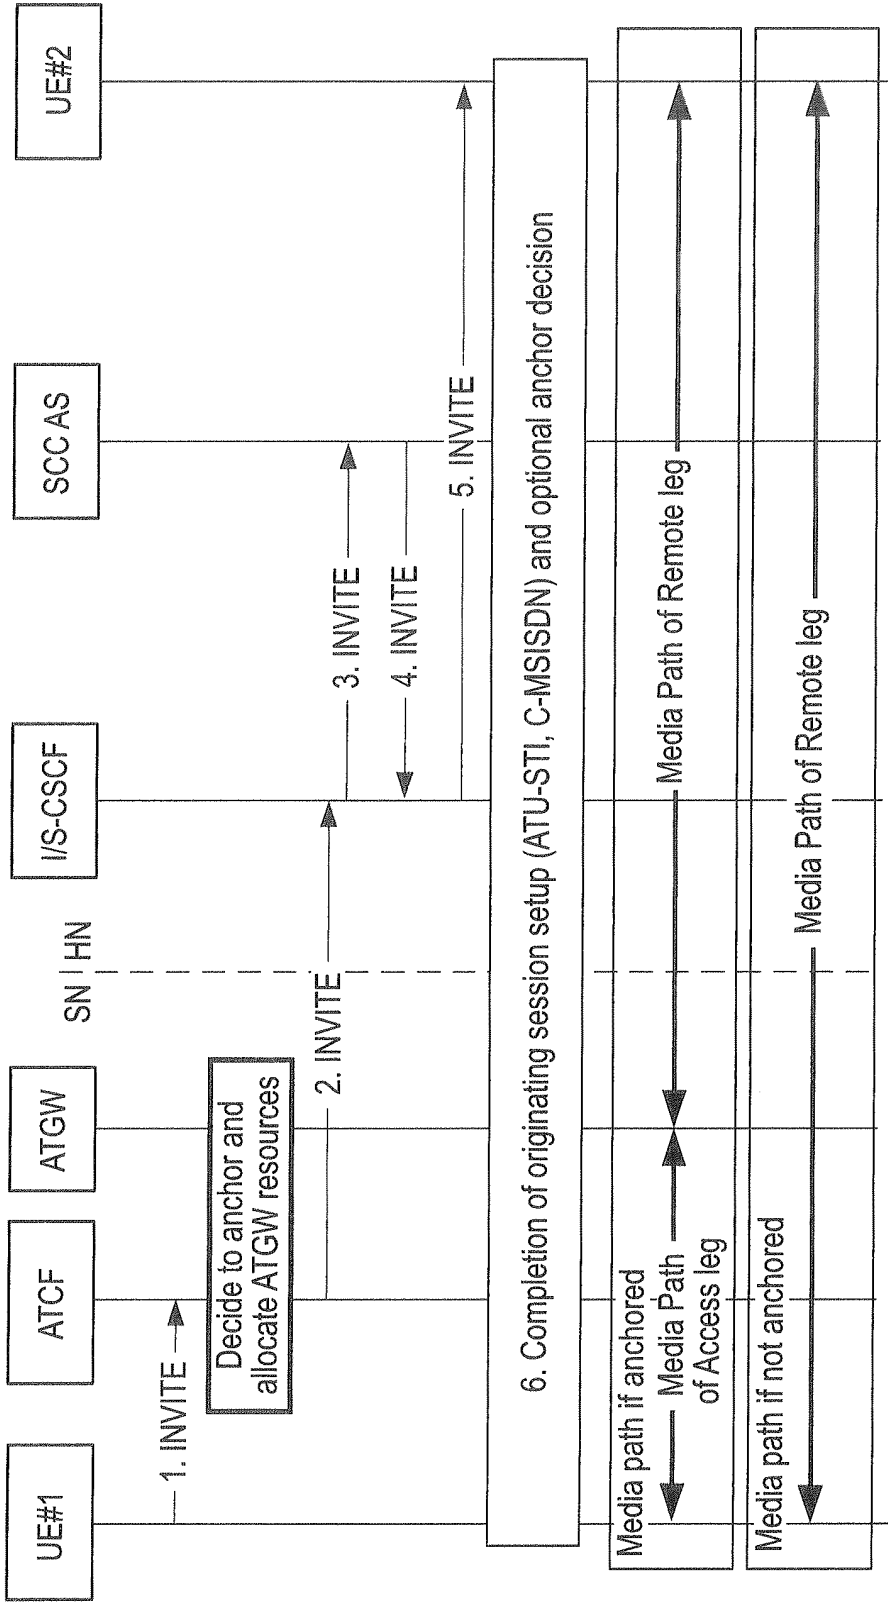 UE#1
ATCF
ATGW
SN
HN
I/S-CSCF
SCC AS
UE#2
1. INVITE
Decide to anchor and
allocate ATGW resources
2. INVITE
3. INVITE
4. INVITE
5. INVITE
6. Completion of originating session setup (ATU-STI, C-MSISDN) and optional anchor decision
Media path if anchored
Media Path
of Access leg
Media Path of Remote leg
Media path if not anchored
Media Path of Remote leg